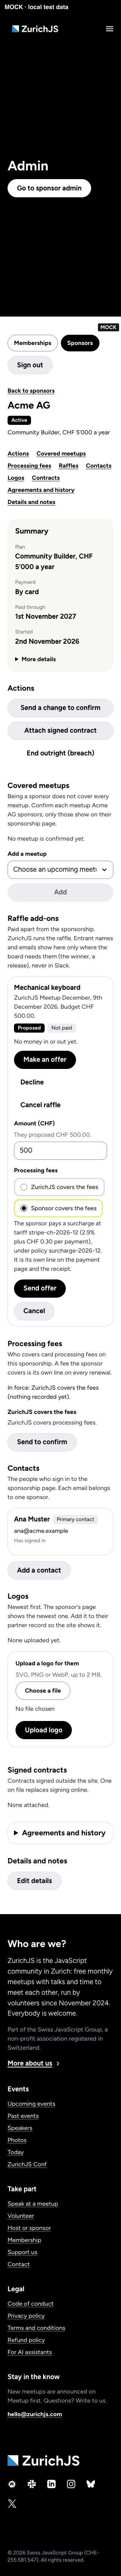 MOCK · local test data
ZurichJS
Admin
Go to sponsor admin
MOCK
Memberships
Sponsors
Sign out
Back to sponsors
Acme AG
Active
Community Builder, CHF 5'000 a year
Actions
Covered meetups
Processing fees
Raffles
Contacts
Logos
Contracts
Agreements and history
Details and notes
Summary
Plan
Community Builder, CHF
5'000 a year
Payment
By card
Paid through
1st November 2027
Started
2nd November 2026
More details
Actions
Send a change to confirm
Attach signed contract
End outright (breach)
Covered meetups
Being a sponsor does not cover every
meetup. Confirm each meetup Acme
AG sponsors; only those show on their
sponsorship page.
No meetup is confirmed yet.
Add a meetup
Choose an upcoming meetu
Add
Raffle add-ons
Paid apart from the sponsorship.
ZurichJS runs the raffle. Entrant names
and emails show here only where the
board needs them (the winner, a
release), never in Slack.
Mechanical keyboard
ZurichJS Meetup December, 9th
December 2026. Budget CHF
500.00.
Proposed
Not paid
No money in or out yet.
Make an offer
Decline
Cancel raffle
Amount (CHF)
They proposed CHF 500.00.
500
Processing fees
ZurichJS covers the fees
Sponsor covers the fees
The sponsor pays a surcharge at
tariff stripe-ch-2026-12 (2.9%
plus CHF 0.30 per payment),
under policy surcharge-2026-12.
It is its own line on the payment
page and the receipt.
Send offer
Cancel
Processing fees
Who covers card processing fees on
this sponsorship. A fee the sponsor
covers is its own line on every renewal.
In force: ZurichJS covers the fees
(nothing recorded yet).
ZurichJS covers the fees
ZurichJS covers processing fees.
Send to confirm
Contacts
The people who sign in to the
sponsorship page. Each email belongs
to one sponsor.
Ana Muster
Primary contact
ana@acme.example
Has signed in
Add a contact
Logos
Newest first. The sponsor's page
shows the newest one. Add it to their
partner record so the site shows it.
None uploaded yet.
Upload a logo for them
SVG, PNG or WebP, up to 2 MB.
Choose a file
No file chosen
Upload logo
Signed contracts
Contracts signed outside the site. One
on file replaces signing online.
None attached.
Agreements and history
Details and notes
Edit details
Who are we?
ZurichJS is the JavaScript
community in Zurich: free monthly
meetups with talks and time to
meet each other, run by
volunteers since November 2024.
Everybody is welcome.
Part of the Swiss JavaScript Group, a
non-profit association registered in
Switzerland.
More about us
Events
Upcoming events
Past events
Speakers
Photos
Today
ZurichJS Conf
Take part
Speak at a meetup
Volunteer
Host or sponsor
Membership
Support us
Contact
Legal
Code of conduct
Privacy policy
Terms and conditions
Refund policy
For AI assistants
Stay in the know
New meetups are announced on
Meetup first. Questions? Write to us.
hello@zurichjs.com
ZurichJS
© 2026 Swiss JavaScript Group (CHE-
255.581.547). All rights reserved.